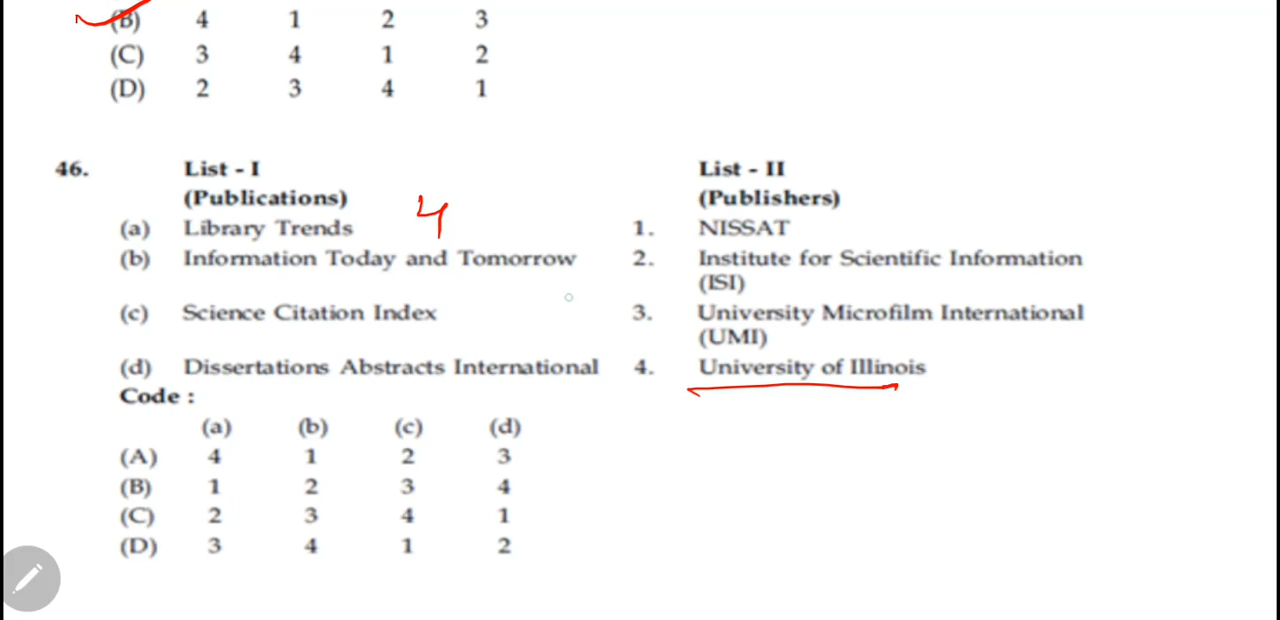 (B) 4 1 2 3
(C) 3 4 1 2
(D) 2 3 4 1
46. List - I List - II
(Publications) (Publishers)
4
(a) Library Trends 1. NISSAT
(b) Information Today and Tomorrow 2. Institute for Scientific Information
(ISI)
(c) Science Citation Index 3. University Microfilm International
(UMI)
(d) Dissertations Abstracts International 4. University of Illinois
Code :
(a) (b) (c) (d)
(A) 4 1 2 3
(B) 1 2 3 4
(C) 2 3 4 1
(D) 3 4 1 2